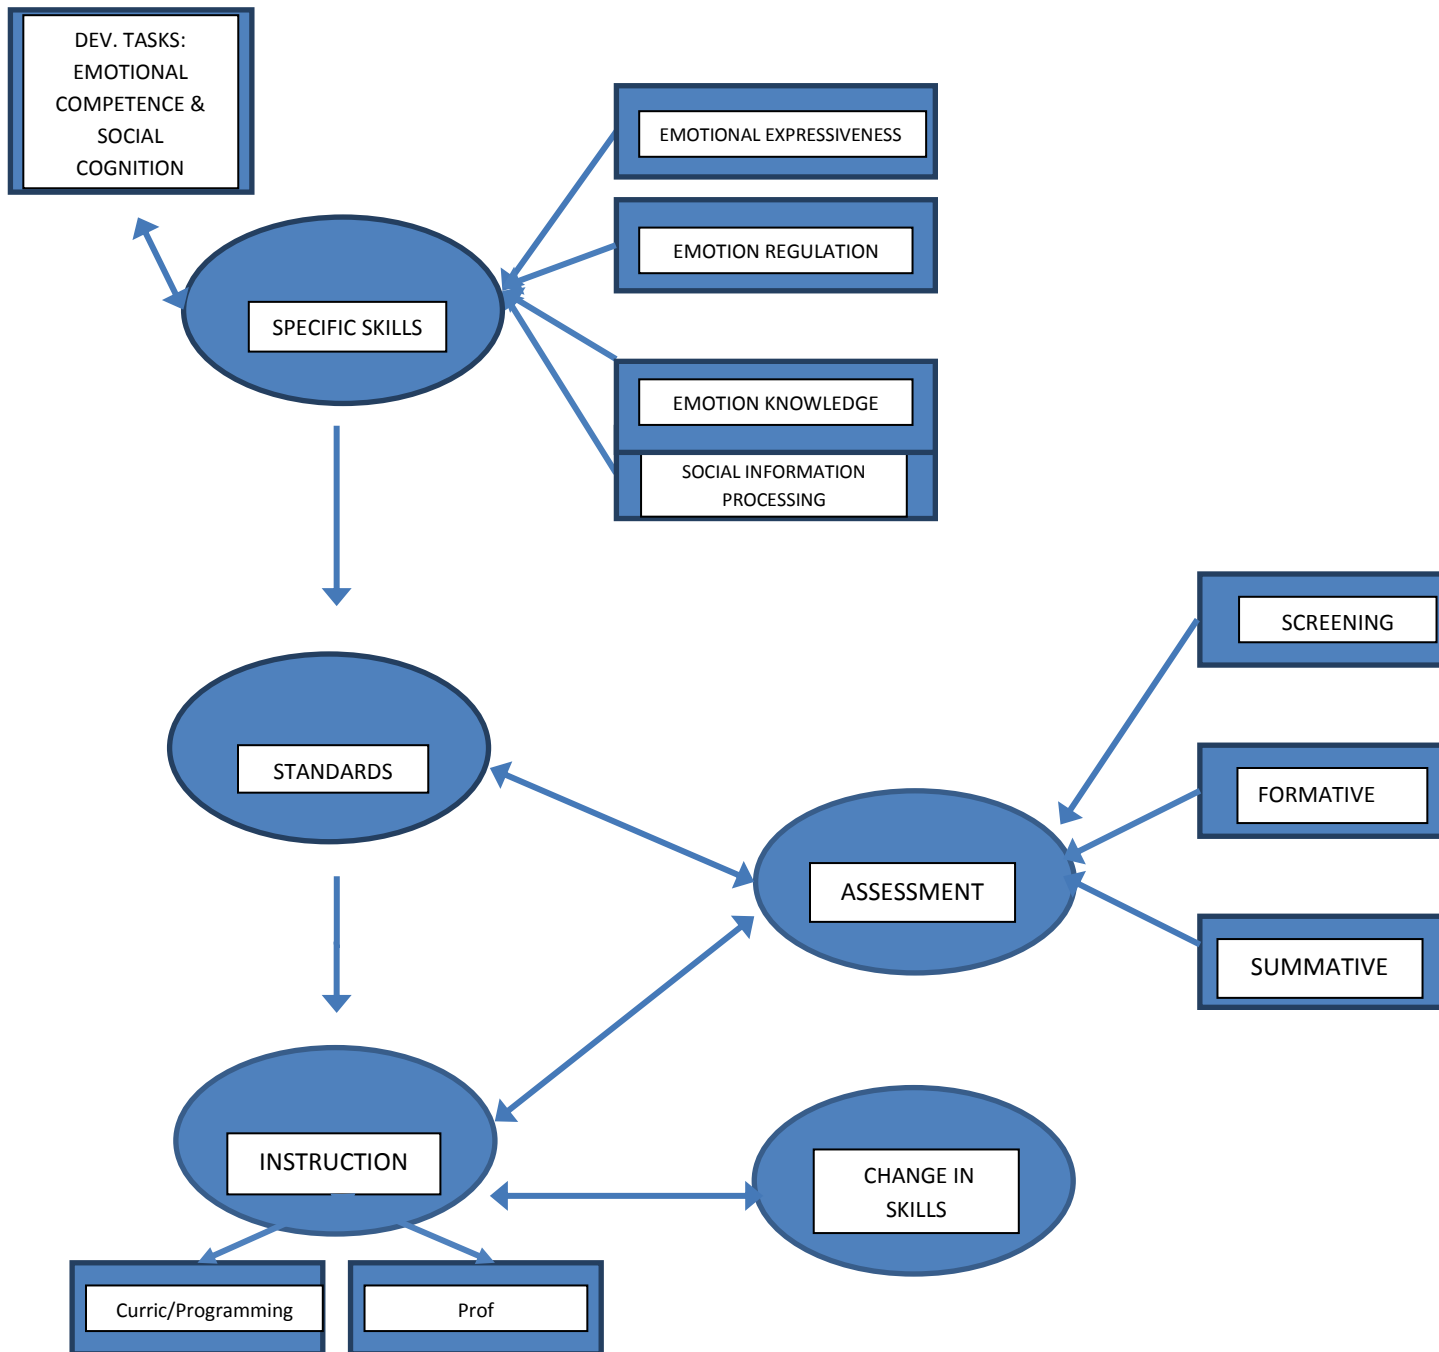 DEV. TASKS:
EMOTIONAL
COMPETENCE &
SOCIAL
COGNITION
EMOTIONAL EXPRESSIVENESS
EMOTION REGULATION
SPECIFIC SKILLS
EMOTION KNOWLEDGE
SOCIAL INFORMATION
PROCESSING
SCREENING
STANDARDS
FORMATIVE
ASSESSMENT
SUMMATIVE
INSTRUCTION
CHANGE IN
SKILLS
Curric/Programming
Prof